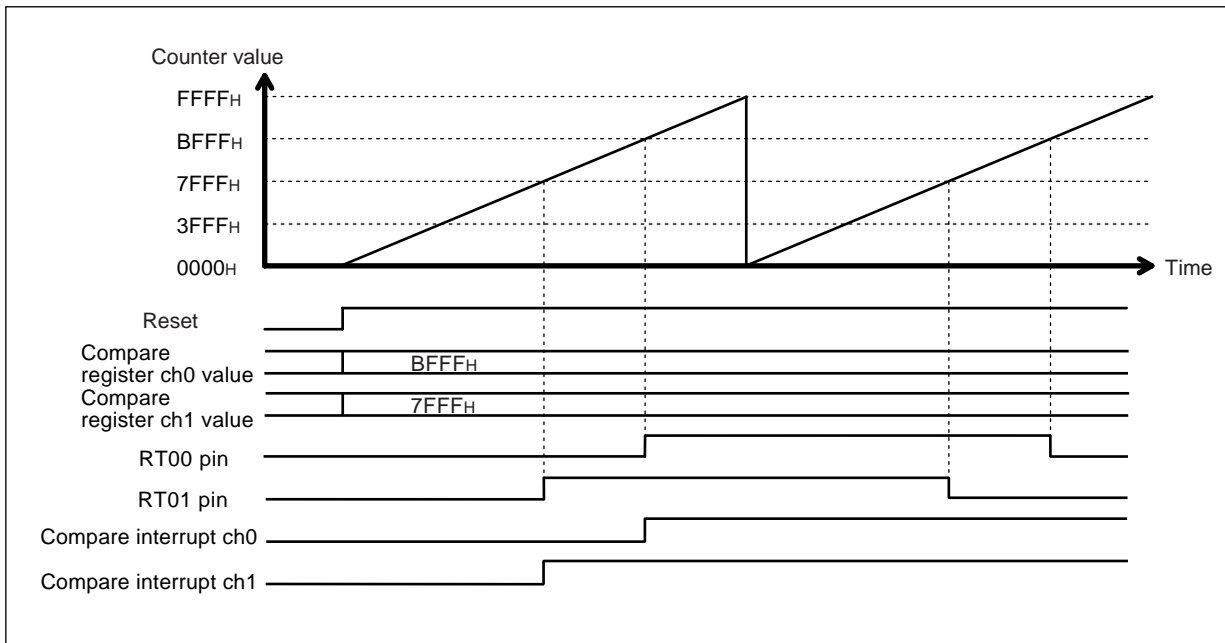 Counter value
FFFFH
BFFFH
7FFFH
3FFFH
0000H
Time
Reset
Compare
register ch0 value
BFFFH
Compare
register ch1 value
7FFFH
RT00 pin
RT01 pin
Compare interrupt ch0
Compare interrupt ch1